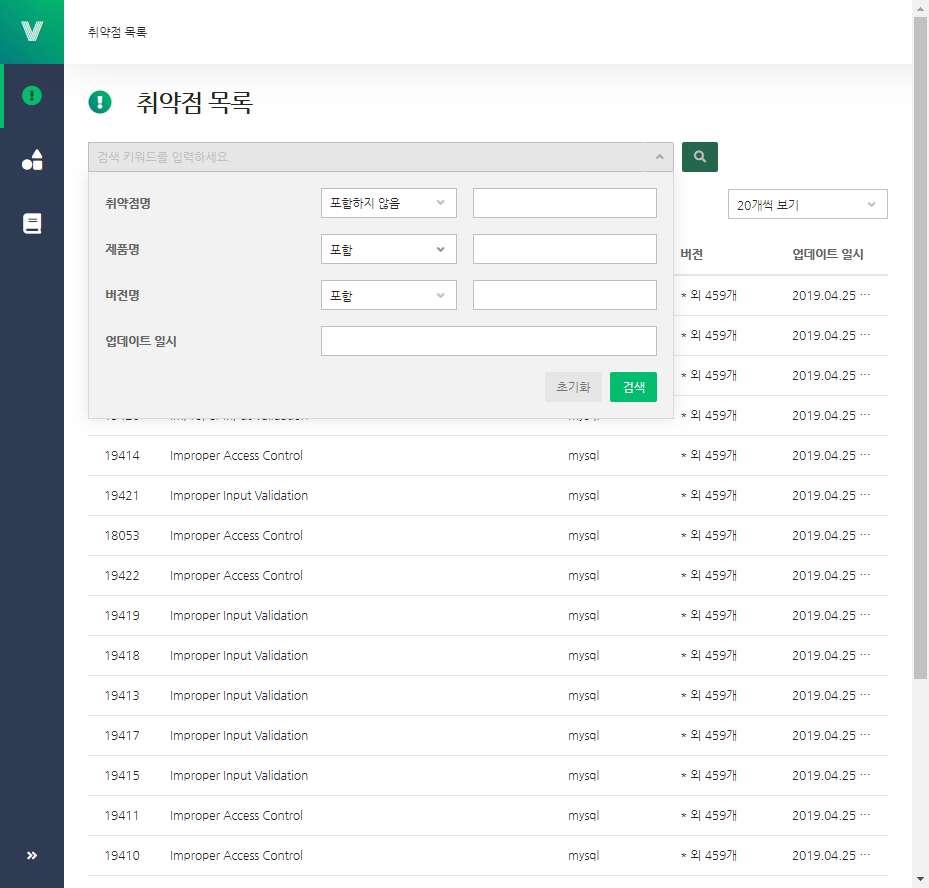 V
취약점 목록
취약점 목록
검색 키워드를 입력하세요.
취약점명 포함하지 않음
20개씩 보기
제품명 포함
버전 업데이트 일시
버전명 포함
* 외 459개 2019.04.25 ...
업데이트 일시
* 외 459개 2019.04.25 ...
초기화 검색
* 외 459개 2019.04.25 ...
* 외 459개 2019.04.25 ...
19414 Improper Access Control mysql * 외 459개 2019.04.25 ...
19421 Improper Input Validation mysql * 외 459개 2019.04.25 ...
18053 Improper Access Control mysql * 외 459개 2019.04.25 ...
19422 Improper Access Control mysql * 외 459개 2019.04.25 ...
19419 Improper Input Validation mysql * 외 459개 2019.04.25 ...
19418 Improper Input Validation mysql * 외 459개 2019.04.25 ...
19413 Improper Input Validation mysql * 외 459개 2019.04.25 ...
19417 Improper Input Validation mysql * 외 459개 2019.04.25 ...
19415 Improper Input Validation mysql * 외 459개 2019.04.25 ...
19411 Improper Access Control mysql * 외 459개 2019.04.25 ...
19410 Improper Access Control mysql * 외 459개 2019.04.25 ...